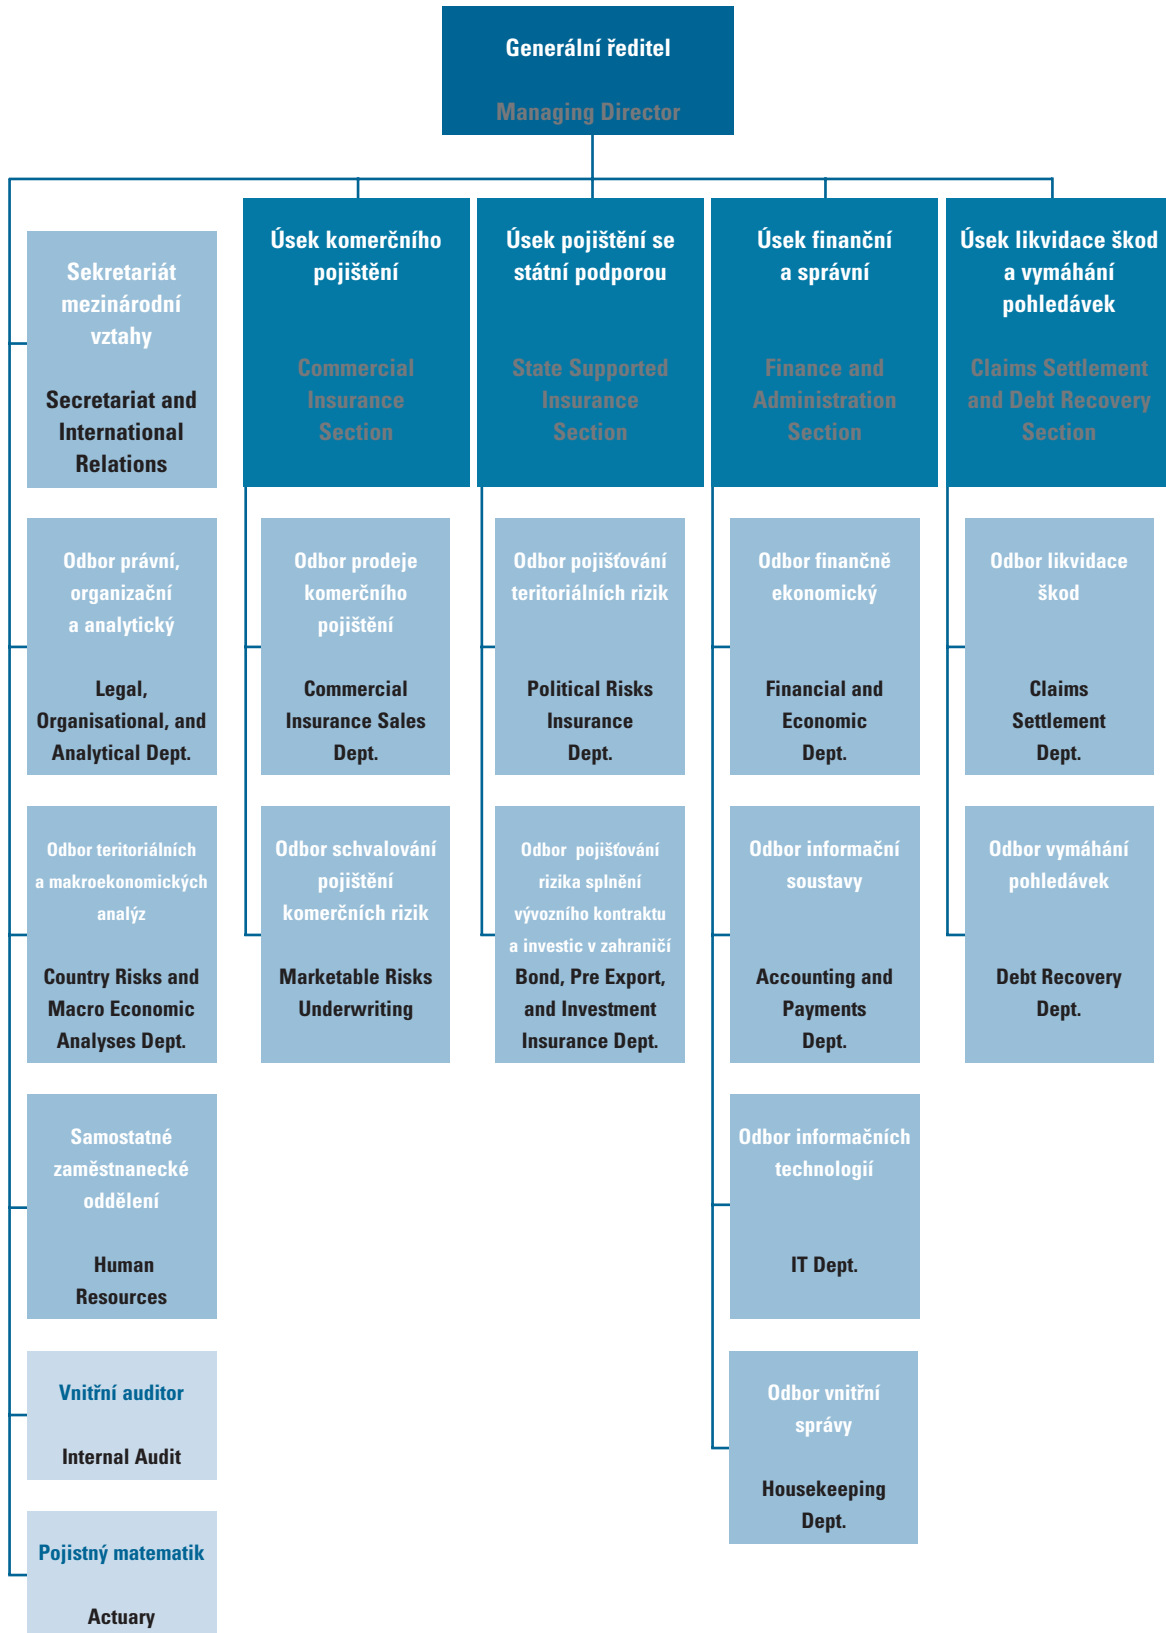 Generální ředitel
Managing Director
Sekretariát
mezinárodní
vztahy
Secretariat and
International
Relations
Úsek komerčního
pojištění
Commercial
Insurance
Section
Úsek pojištění se
státní podporou
State Supported
Insurance
Section
Úsek finanční
a správní
Finance and
Administration
Section
Úsek likvidace škod
a vymáhání
pohledávek
Claims Settlement
and Debt Recovery
Section
Odbor právní,
organizační
a analytický
Legal,
Organisational, and
Analytical Dept.
Odbor prodeje
komerčního
pojištění
Commercial
Insurance Sales
Dept.
Odbor pojišťování
teritoriálních rizik
Political Risks
Insurance
Dept.
Odbor finančně
ekonomický
Financial and
Economic
Dept.
Odbor likvidace
škod
Claims
Settlement
Dept.
Odbor teritoriálních
a makroekonomických
analýz
Country Risks and
Macro Economic
Analyses Dept.
Odbor schvalování
pojištění
komerčních rizik
Marketable Risks
Underwriting
Odbor pojišťování
rizika splnění
vývozního kontraktu
a investic v zahraničí
Bond, Pre Export,
and Investment
Insurance Dept.
Odbor informační
soustavy
Accounting and
Payments
Dept.
Odbor vymáhání
pohledávek
Debt Recovery
Dept.
Samostatné
zaměstnanecké
oddělení
Human
Resources
Odbor informačních
technologií
IT Dept.
Vnitřní auditor
Internal Audit
Odbor vnitřní
správy
Housekeeping
Dept.
Pojistný matematik
Actuary